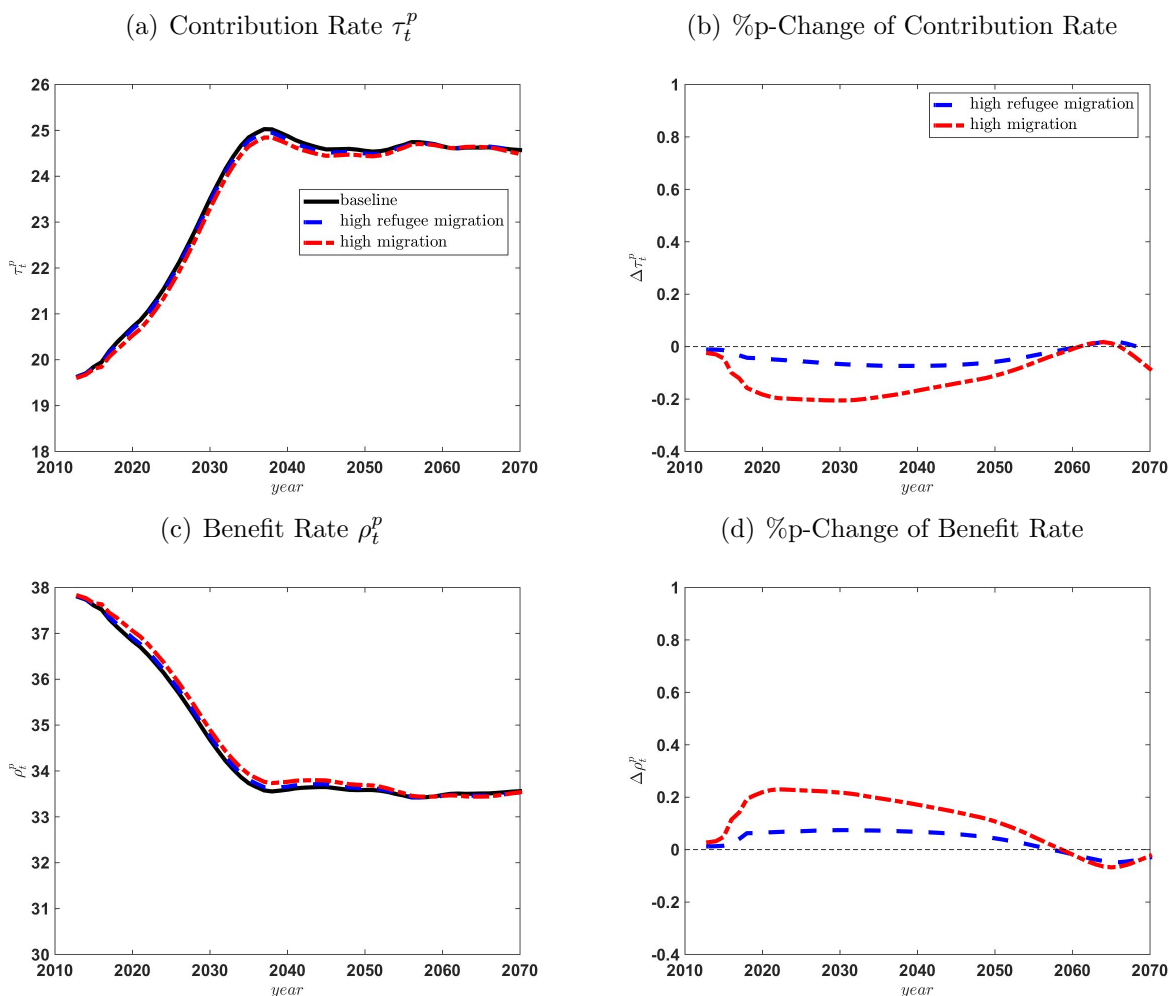 (a) Contribution Rate τ_t^p
(b) %p-Change of Contribution Rate
26
25
24
23
22
21
20
19
18
τ_t^p
baseline
high refugee migration
high migration
2010 2020 2030 2040 2050 2060 2070
year
1
0.8
0.6
0.4
0.2
0
-0.2
-0.4
Δτ_t^p
high refugee migration
high migration
2010 2020 2030 2040 2050 2060 2070
year
(c) Benefit Rate ρ_t^p
(d) %p-Change of Benefit Rate
38
37
36
35
34
33
32
31
30
ρ_t^p
2010 2020 2030 2040 2050 2060 2070
year
1
0.8
0.6
0.4
0.2
0
-0.2
-0.4
Δρ_t^p
2010 2020 2030 2040 2050 2060 2070
year